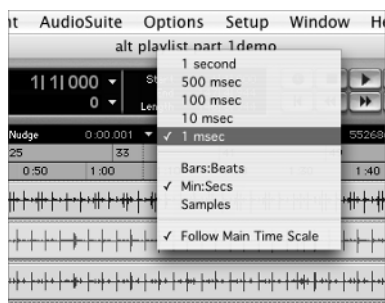 AudioSuite Options Setup Window
alt playlist part 1demo
1| 1| 000
0
1 second
500 msec
100 msec
10 msec
✓ 1 msec
Bars:Beats
✓ Min:Secs
Samples
✓ Follow Main Time Scale
Nudge 0:00.001
25 33
0:50 1:00 1:40